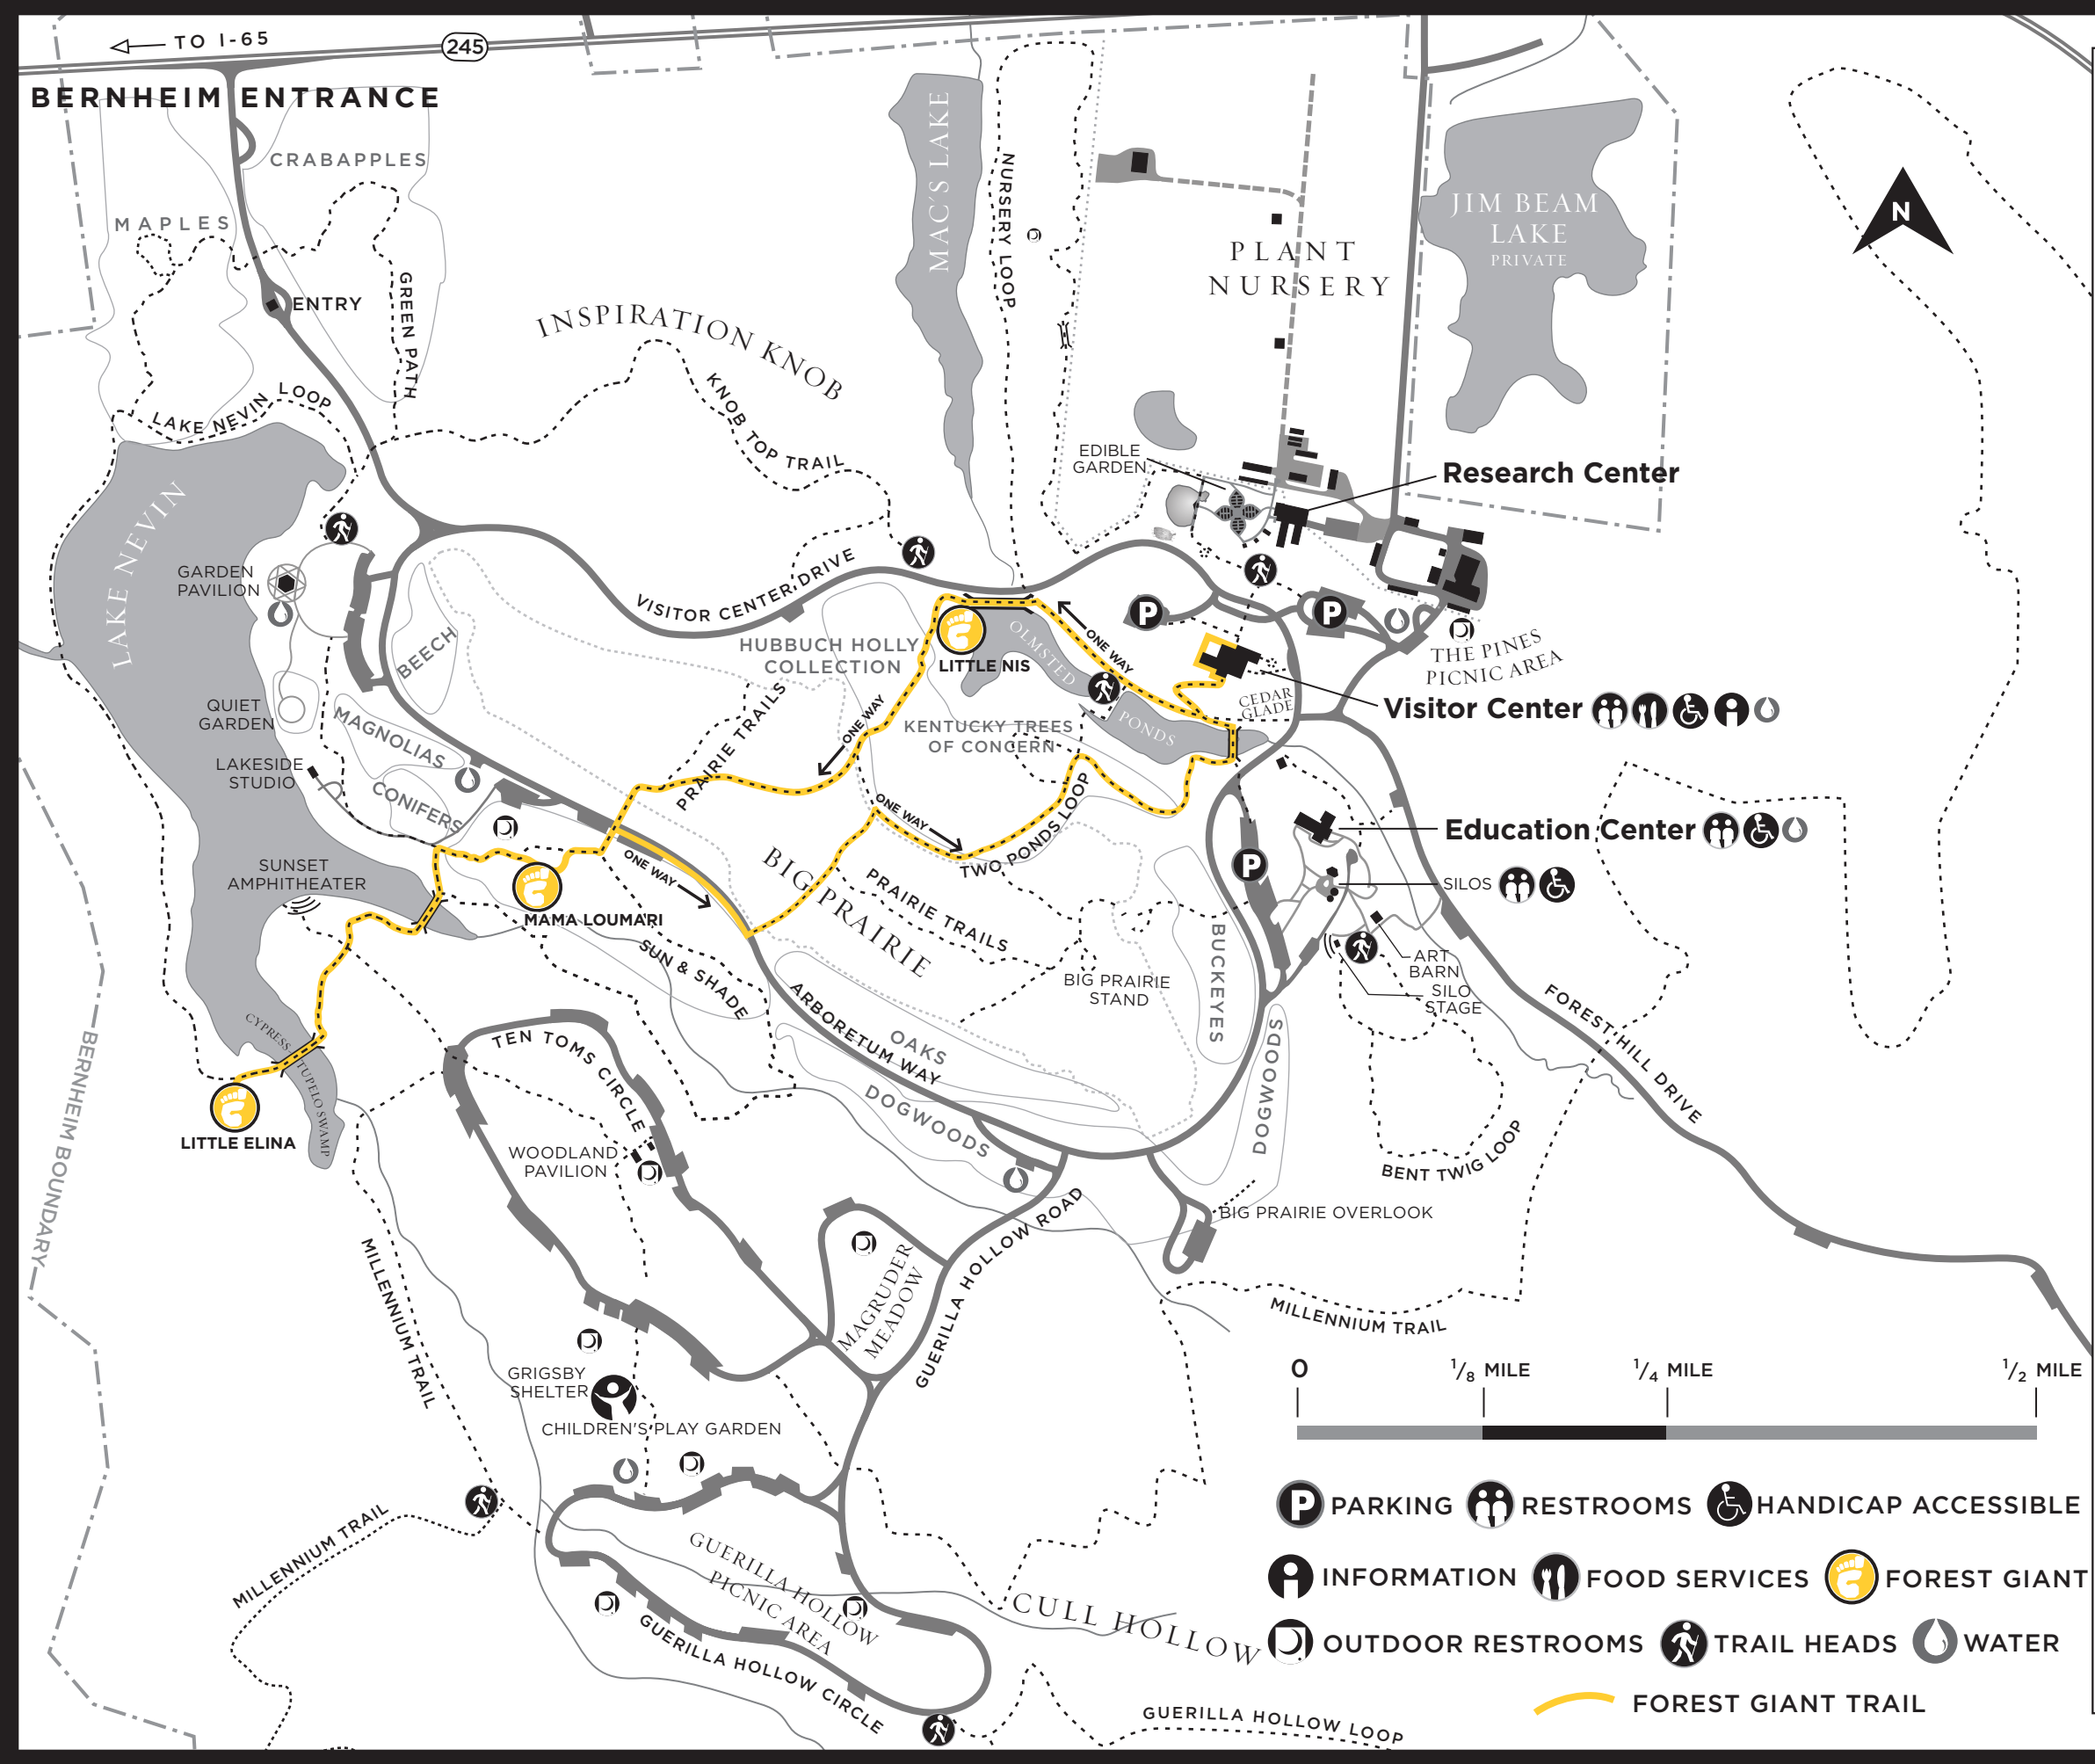 TO I-65
245
BERNHEIM ENTRANCE
CRABAPPLES
MAPLES
ENTRY
GREEN PATH
LAKE NEVIN LOOP
INSPIRATION KNOB
KNOB TOP TRAIL
MAC'S LAKE
NURSERY LOOP
PLANT
NURSERY
JIM BEAM
LAKE
PRIVATE
N
EDIBLE
GARDEN
Research Center
LAKE NEVIN
GARDEN
PAVILION
BEECH
VISITOR CENTER DRIVE
HUBBUCH HOLLY
COLLECTION
LITTLE NIS
OLMSTED
PONDS
ONE WAY
P
P
THE PINES
PICNIC AREA
CEDAR
GLADE
Visitor Center
QUIET
GARDEN
MAGNOLIAS
LAKESIDE
STUDIO
CONIFERS
PRAIRIE TRAILS
ONE WAY
KENTUCKY TREES
OF CONCERN
ONE WAY
TWO PONDS LOOP
Education Center
P
SILOS
SUNSET
AMPHITHEATER
MAMA LOUMARI
ONE WAY
BIG PRAIRIE
PRAIRIE TRAILS
SUN & SHADE
BIG PRAIRIE
STAND
BUCKEYES
ART
BARN
SILO
STAGE
FOREST HILL DRIVE
CYPRESS
TUPELO SWAMP
LITTLE ELINA
BERNHEIM BOUNDARY
TEN TOMS CIRCLE
ARBORETUM WAY
OAKS
DOGWOODS
DOGWOODS
WOODLAND
PAVILION
BENT TWIG LOOP
BIG PRAIRIE OVERLOOK
MILLENNIUM TRAIL
MAGRUDER
MEADOW
GUERILLA HOLLOW ROAD
MILLENNIUM TRAIL
GRIGSBY
SHELTER
CHILDREN'S PLAY GARDEN
MILLENNIUM TRAIL
GUERILLA HOLLOW
PICNIC AREA
GUERILLA HOLLOW CIRCLE
CULL HOLLOW
GUERILLA HOLLOW LOOP
0 1/8 MILE 1/4 MILE 1/2 MILE
P PARKING RESTROOMS HANDICAP ACCESSIBLE
INFORMATION FOOD SERVICES FOREST GIANT
OUTDOOR RESTROOMS TRAIL HEADS WATER
FOREST GIANT TRAIL